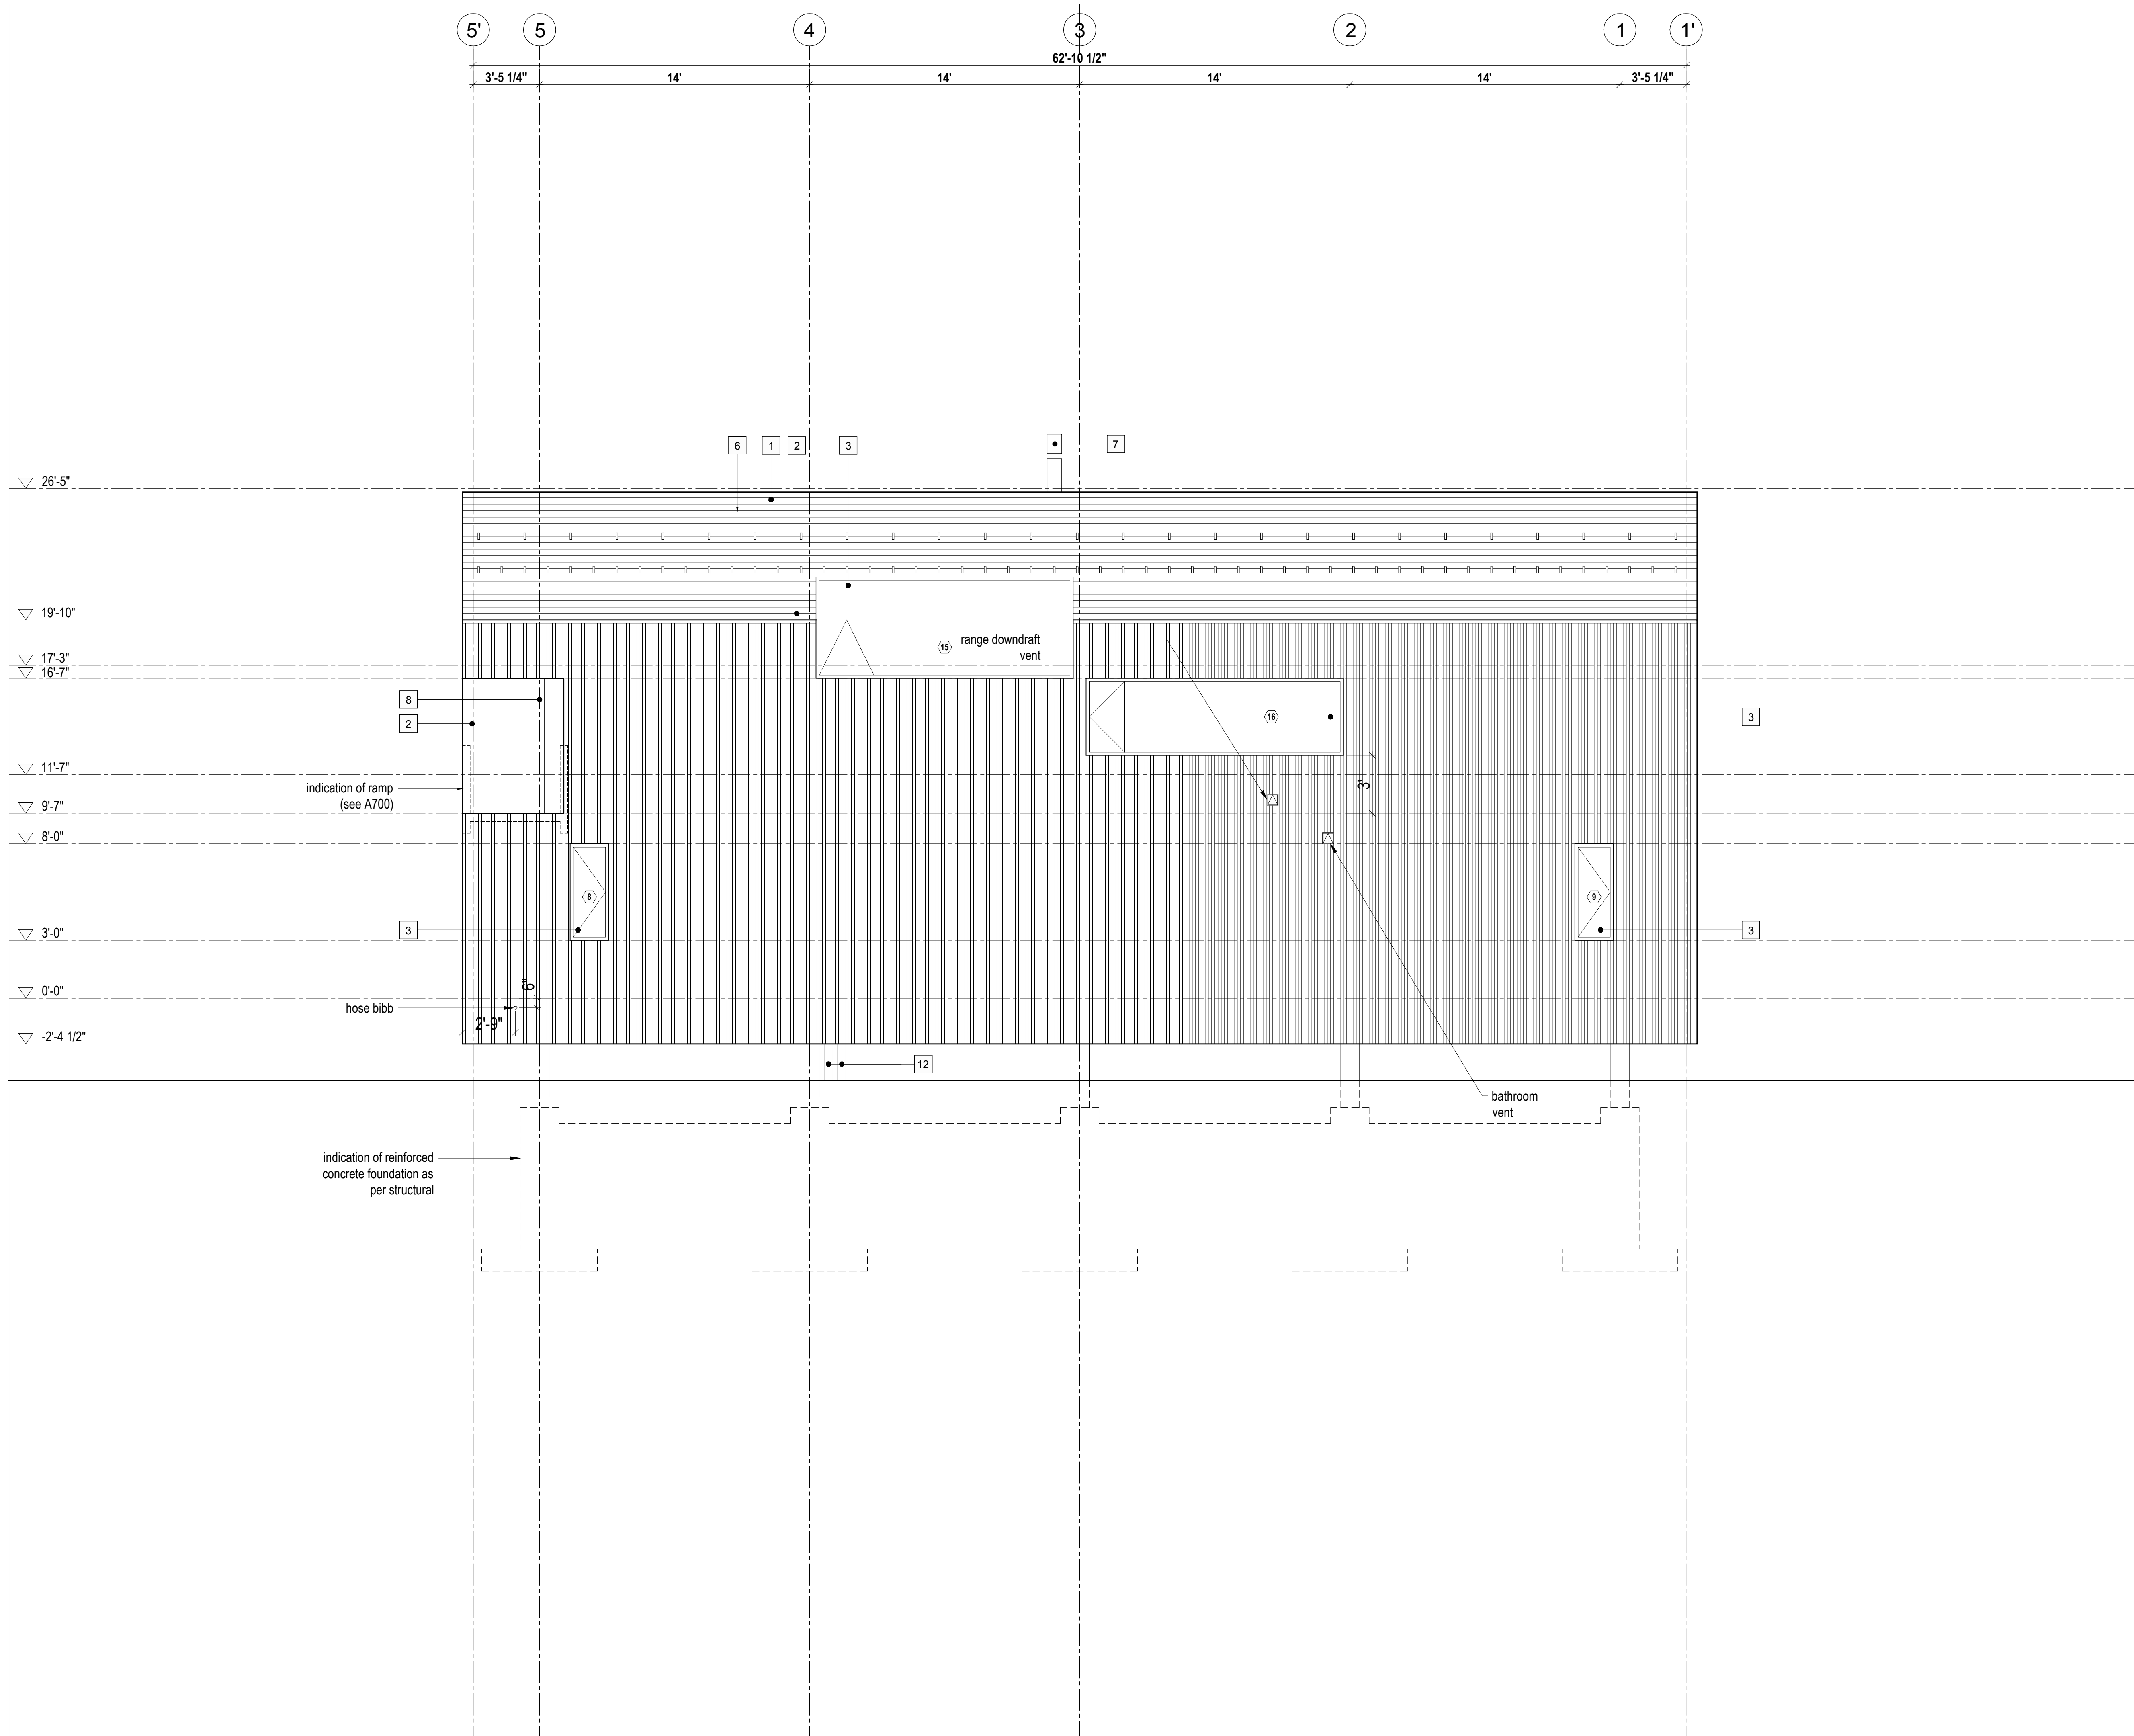 5' 5 4 3 2 1 1'
62'-10 1/2"
3'-5 1/4" 14' 14' 14' 14' 3'-5 1/4"
6 1 2 3 7
26'-5"
19'-10"
range downdraft
vent
15
17'-3"
16'-7"
8
2
16
3
11'-7"
3'
indication of ramp
(see A700)
9'-7"
8'-0"
8
9
3
3
3'-0"
0'-0"
6"
hose bibb
2'-9"
-2'-4 1/2"
12
bathroom
vent
indication of reinforced
concrete foundation as
per structural